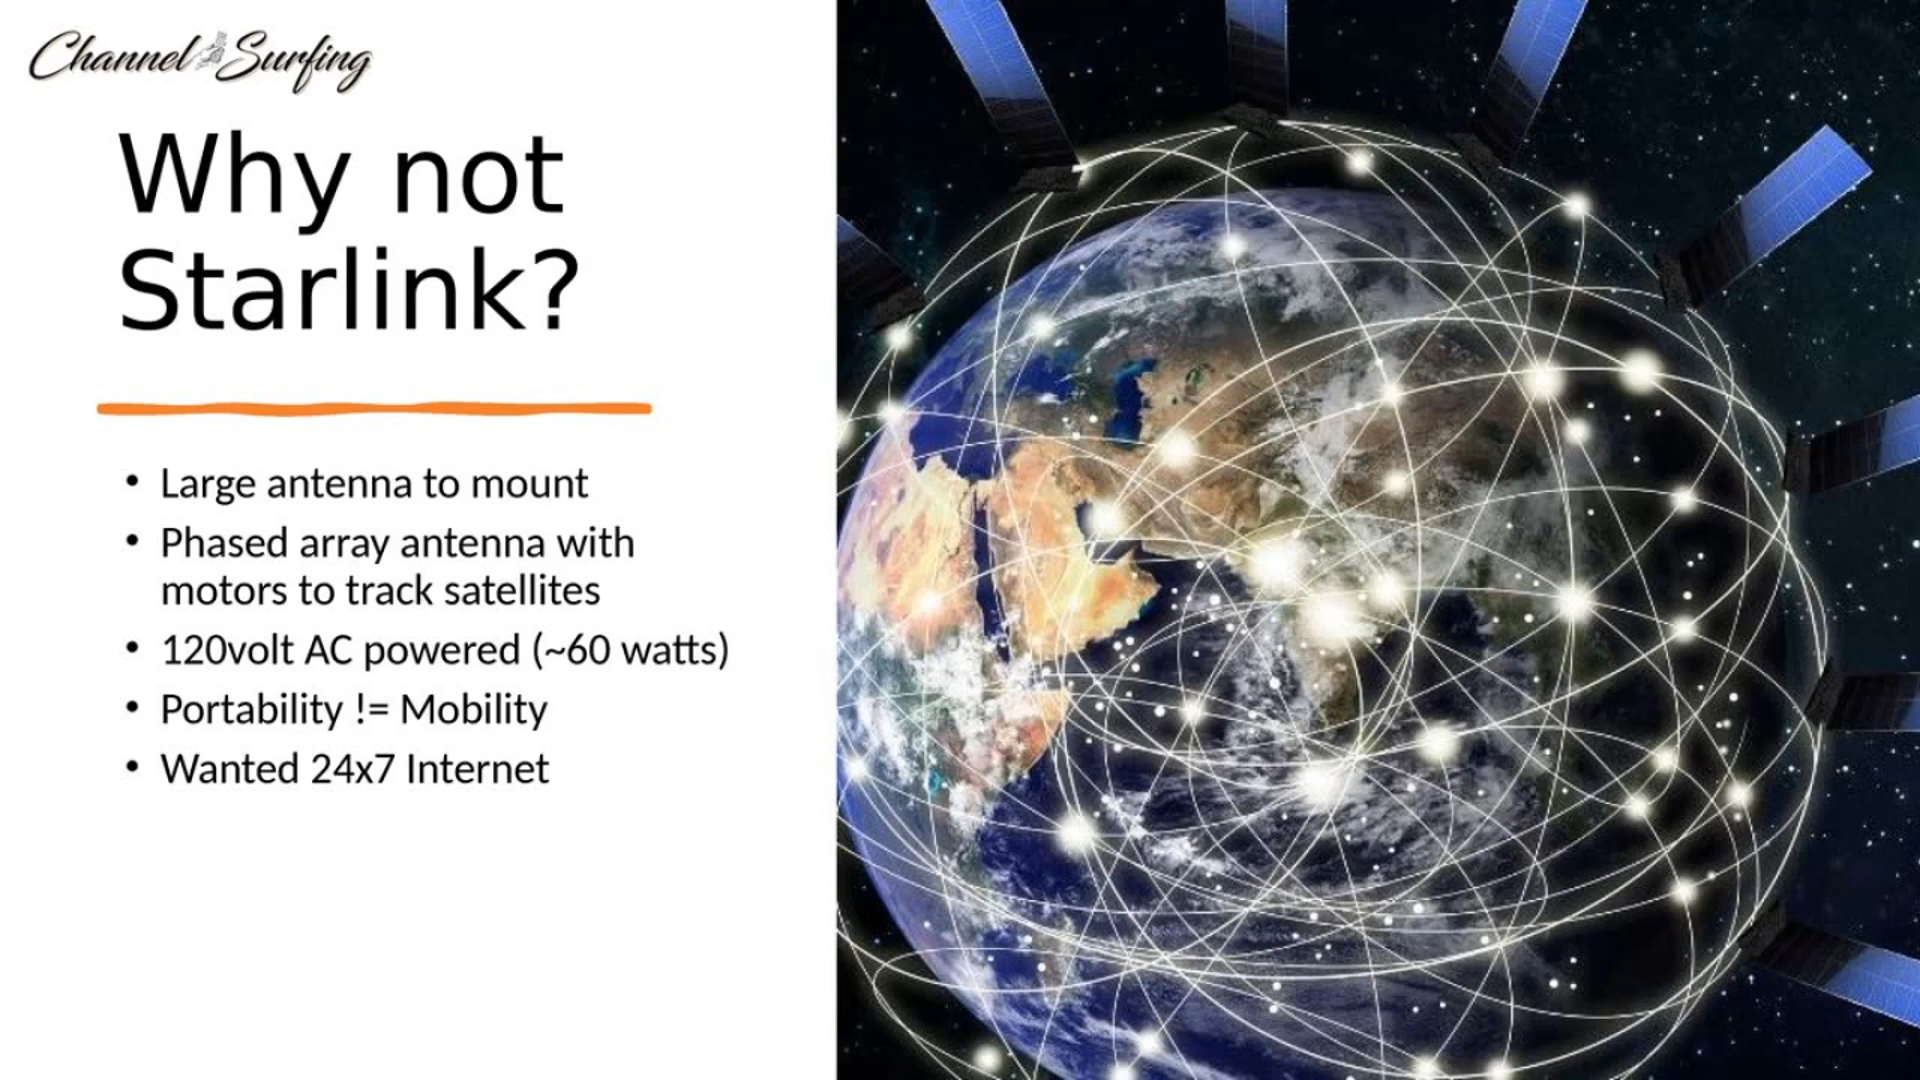 Channel Surfing
Why not
Starlink?
• Large antenna to mount
• Phased array antenna with
motors to track satellites
• 120volt AC powered (~60 watts)
• Portability != Mobility
• Wanted 24x7 Internet